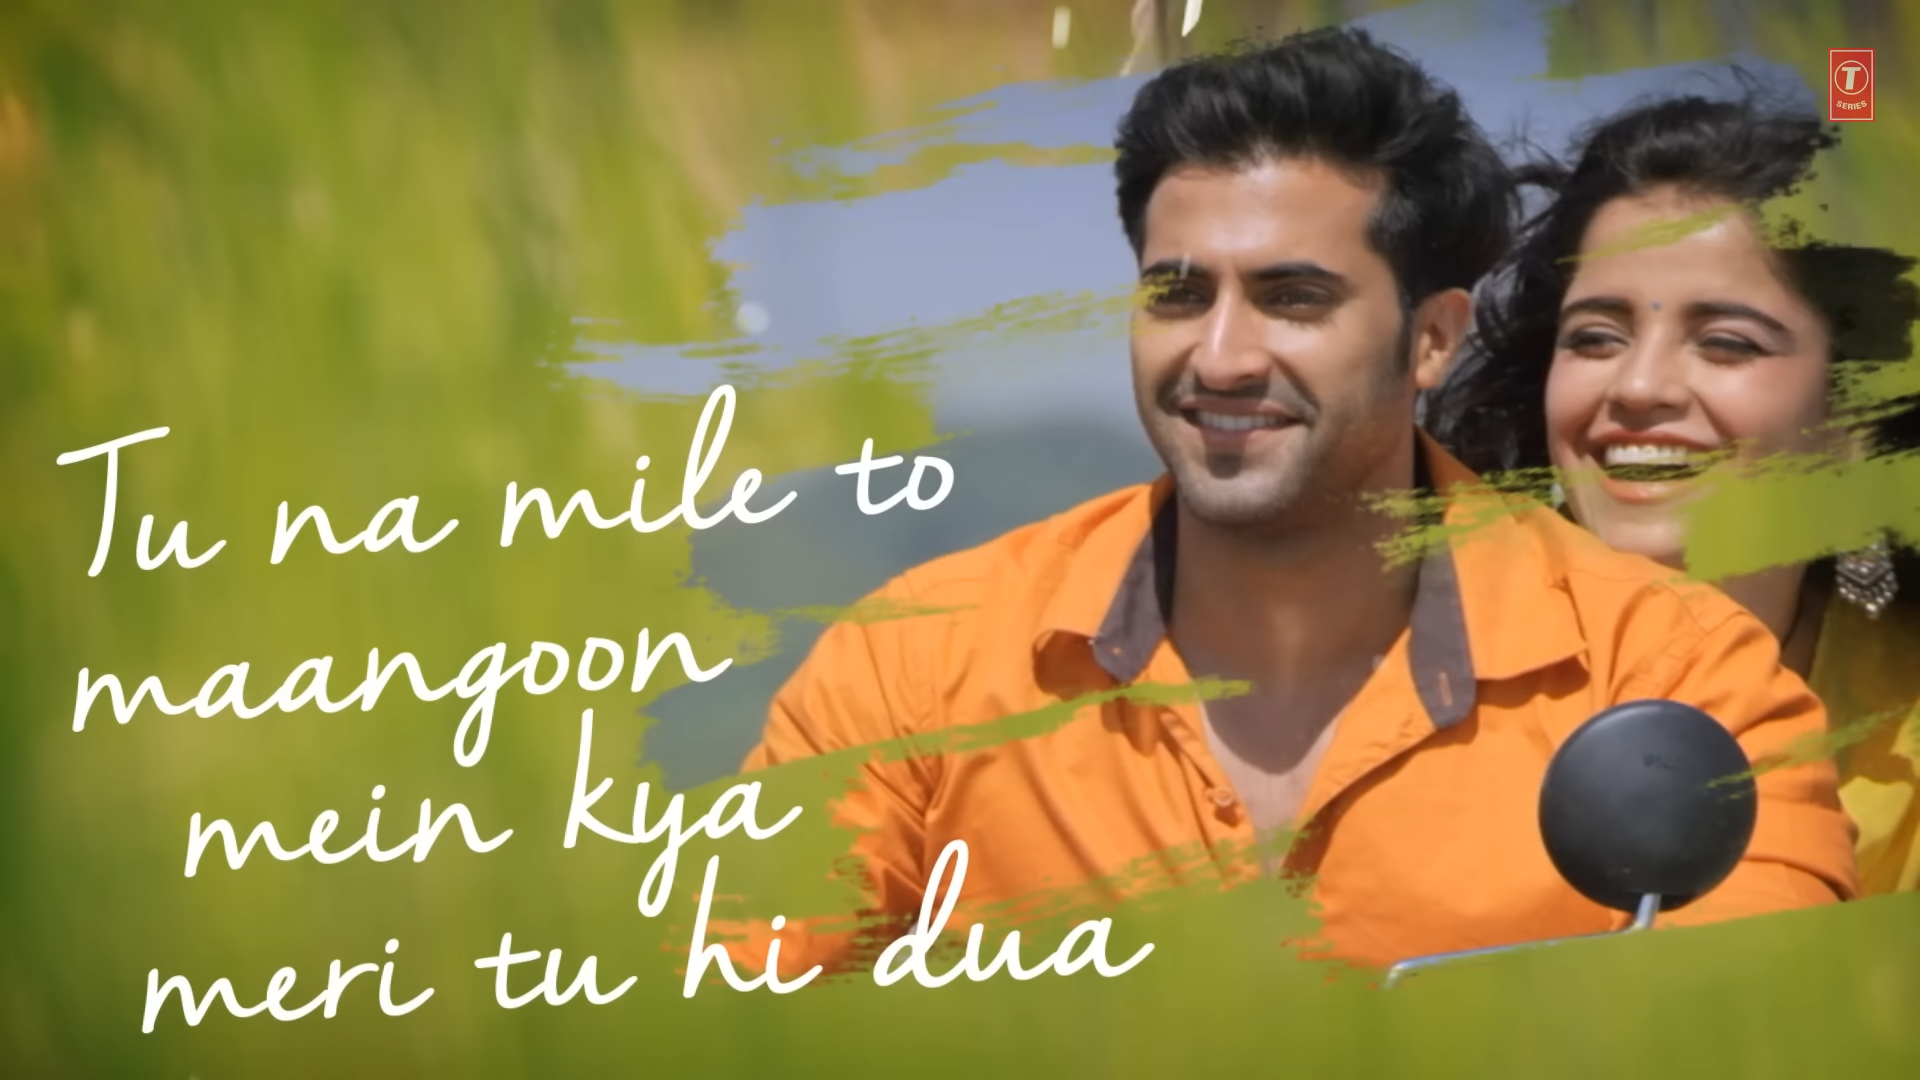 T
SERIES
Tu na mile to
maangoon
mein kya
meri tu hi dua